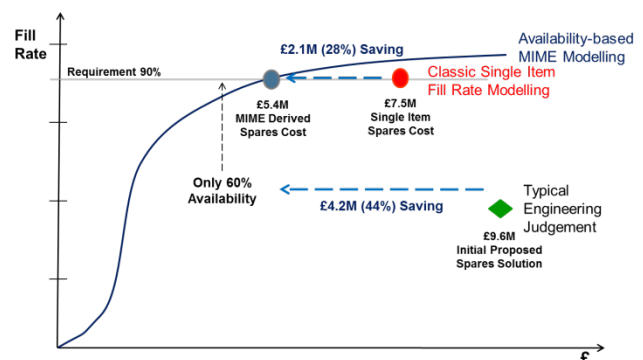 Fill
Rate
£2.1M (28%) Saving
Availability-based
MIME Modelling
Requirement 90%
Classic Single Item
Fill Rate Modelling
£5.4M
MIME Derived
Spares Cost
£7.5M
Single Item
Spares Cost
Only 60%
Availability
£4.2M (44%) Saving
Typical
Engineering
Judgement
£9.6M
Initial Proposed
Spares Solution
£